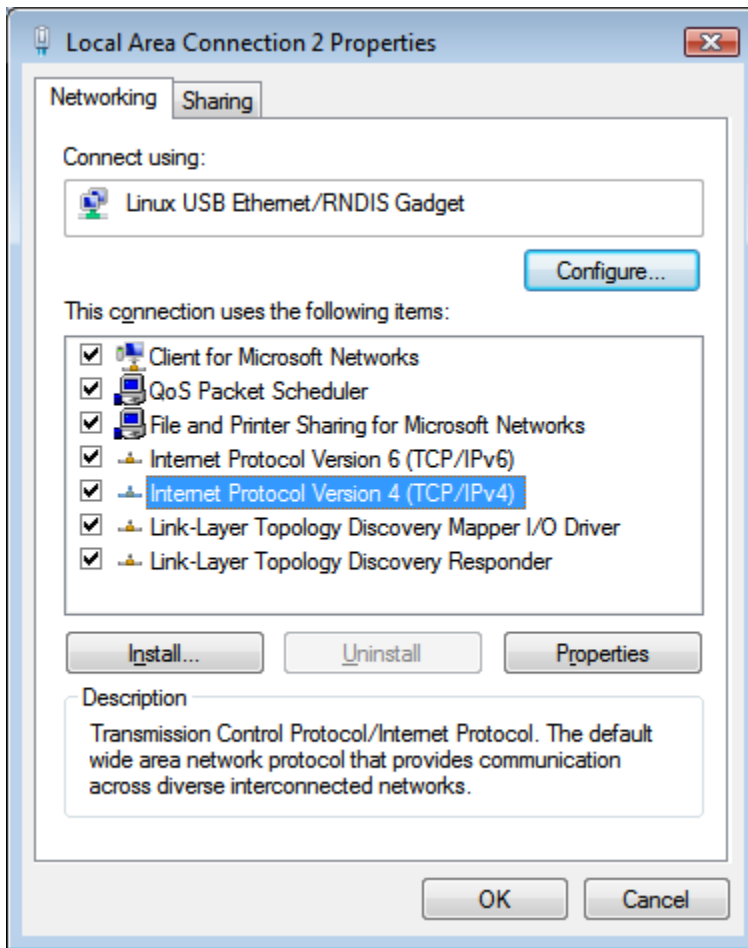 Local Area Connection 2 Properties
Networking
Sharing
Connect using:
Linux USB Ethernet/RNDIS Gadget
Configure...
This connection uses the following items:
Client for Microsoft Networks
QoS Packet Scheduler
File and Printer Sharing for Microsoft Networks
Internet Protocol Version 6 (TCP/IPv6)
Internet Protocol Version 4 (TCP/IPv4)
Link-Layer Topology Discovery Mapper I/O Driver
Link-Layer Topology Discovery Responder
Install...
Uninstall
Properties
Description
Transmission Control Protocol/Internet Protocol. The default
wide area network protocol that provides communication
across diverse interconnected networks.
OK
Cancel